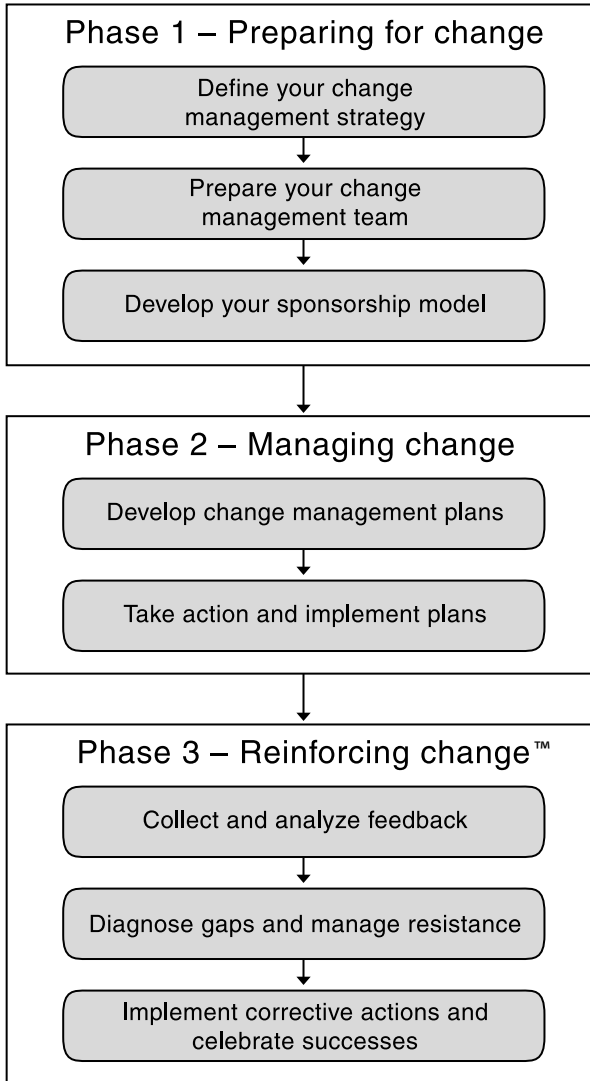 Phase 1 – Preparing for change
Define your change
management strategy
Prepare your change
management team
Develop your sponsorship model
Phase 2 – Managing change
Develop change management plans
Take action and implement plans
Phase 3 – Reinforcing change™
Collect and analyze feedback
Diagnose gaps and manage resistance
Implement corrective actions and
celebrate successes